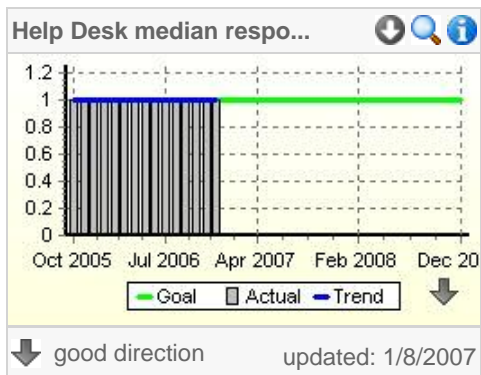 Help Desk median respo...
1.2
1
0.8
0.6
0.4
0.2
0
Oct 2005 Jul 2006 Apr 2007 Feb 2008 Dec 20
Goal Actual Trend
good direction updated: 1/8/2007